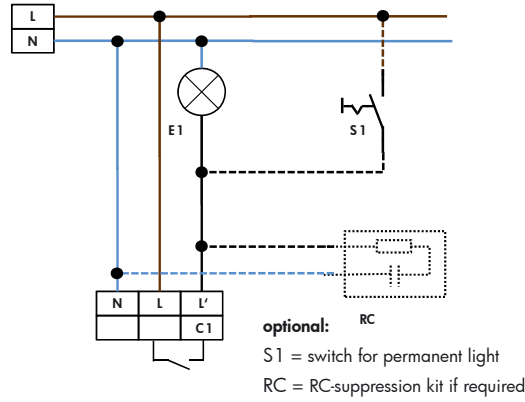 L
N
E1
S1
N L L'
C1
RC
optional:
S1 = switch for permanent light
RC = RC-suppression kit if required